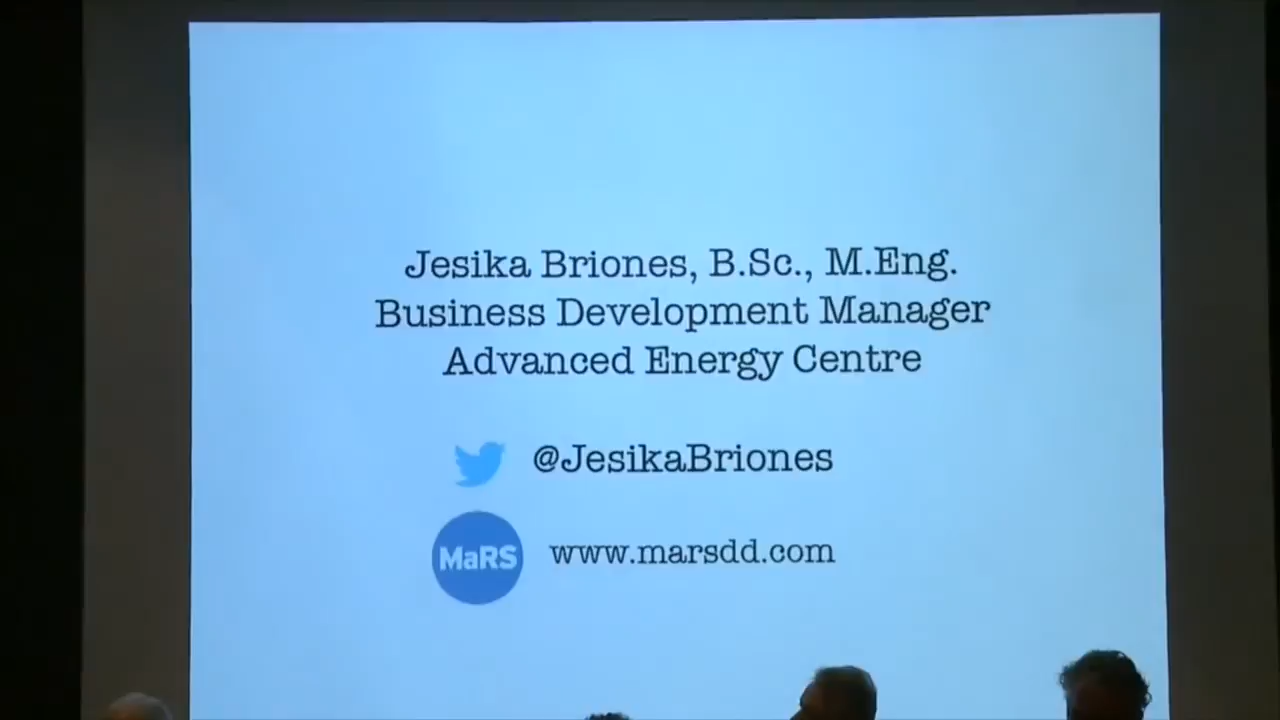 Jesika Briones, B.Sc., M.Eng.
Business Development Manager
Advanced Energy Centre
@JesikaBriones
MaRS www.marsdd.com